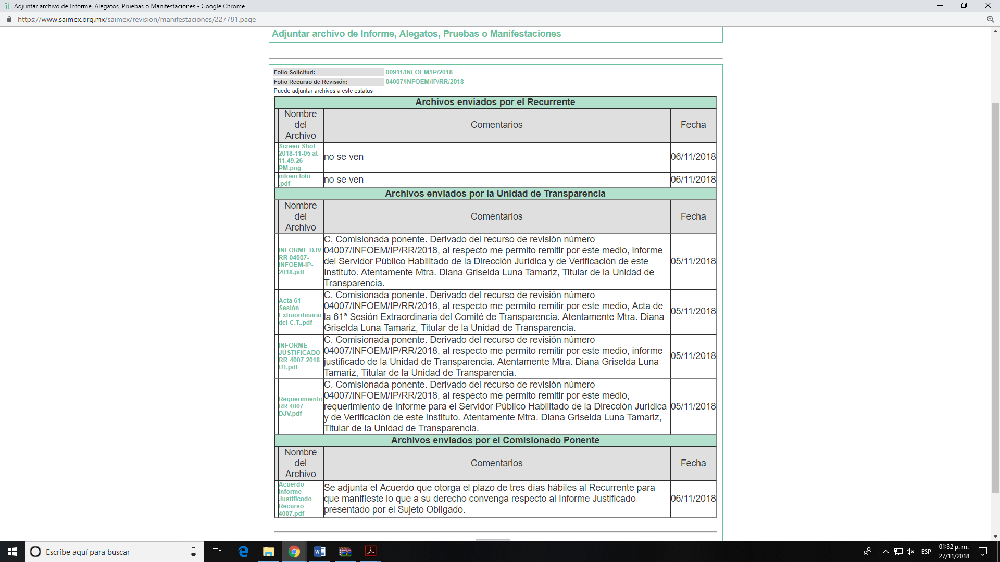 Adjuntar archivo de Informe, Alegatos, Pruebas o Manifestaciones - Google Chrome
https://www.saimex.org.mx/saimex/revision/manifestaciones/227781.page
Adjuntar archivo de Informe, Alegatos, Pruebas o Manifestaciones
Folio Solicitud: 00911/INFOEM/IP/2018
Folio Recurso de Revisión: 04007/INFOEM/IP/RR/2018
Puede adjuntar archivos a este estatus
Archivos enviados por el Recurrente
Nombre
del
Archivo
Comentarios
Fecha
Screen Shot
2018-11-05 at
11.49.26
PM.png
no se ven
06/11/2018
infoen lolo
.pdf
no se ven
06/11/2018
Archivos enviados por la Unidad de Transparencia
Nombre
del
Archivo
Comentarios
Fecha
INFORME DJV
RR 04007-
INFOEM-IP-
2018.pdf
C. Comisionada ponente. Derivado del recurso de revisión número
04007/INFOEM/IP/RR/2018, al respecto me permito remitir por este medio, informe
del Servidor Público Habilitado de la Dirección Jurídica y de Verificación de este
Instituto. Atentamente Mtra. Diana Griselda Luna Tamariz, Titular de la Unidad de
Transparencia.
05/11/2018
Acta 61
Sesión
Extraordinaria
del C.T..pdf
C. Comisionada ponente. Derivado del recurso de revisión número
04007/INFOEM/IP/RR/2018, al respecto me permito remitir por este medio, Acta de
la 61ª Sesión Extraordinaria del Comité de Transparencia. Atentamente Mtra. Diana
Griselda Luna Tamariz, Titular de la Unidad de Transparencia.
05/11/2018
INFORME
JUSTIFICADO
RR-4007-2018
UT.pdf
C. Comisionada ponente. Derivado del recurso de revisión número
04007/INFOEM/IP/RR/2018, al respecto me permito remitir por este medio, informe
justificado de la Unidad de Transparencia. Atentamente Mtra. Diana Griselda Luna
Tamariz, Titular de la Unidad de Transparencia.
05/11/2018
Requerimiento
RR 4007
DJV.pdf
C. Comisionada ponente. Derivado del recurso de revisión número
04007/INFOEM/IP/RR/2018, al respecto me permito remitir por este medio,
requerimiento de informe para el Servidor Público Habilitado de la Dirección Jurídica
y de Verificación de este Instituto. Atentamente Mtra. Diana Griselda Luna Tamariz,
Titular de la Unidad de Transparencia.
05/11/2018
Archivos enviados por el Comisionado Ponente
Nombre
del
Archivo
Comentarios
Fecha
Acuerdo
Informe
Justificado
Recurso
4007.pdf
Se adjunta el Acuerdo que otorga el plazo de tres días hábiles al Recurrente para
que manifieste lo que a su derecho convenga respecto al Informe Justificado
presentado por el Sujeto Obligado.
06/11/2018
Escribe aquí para buscar
ESP
01:32 p. m.
27/11/2018